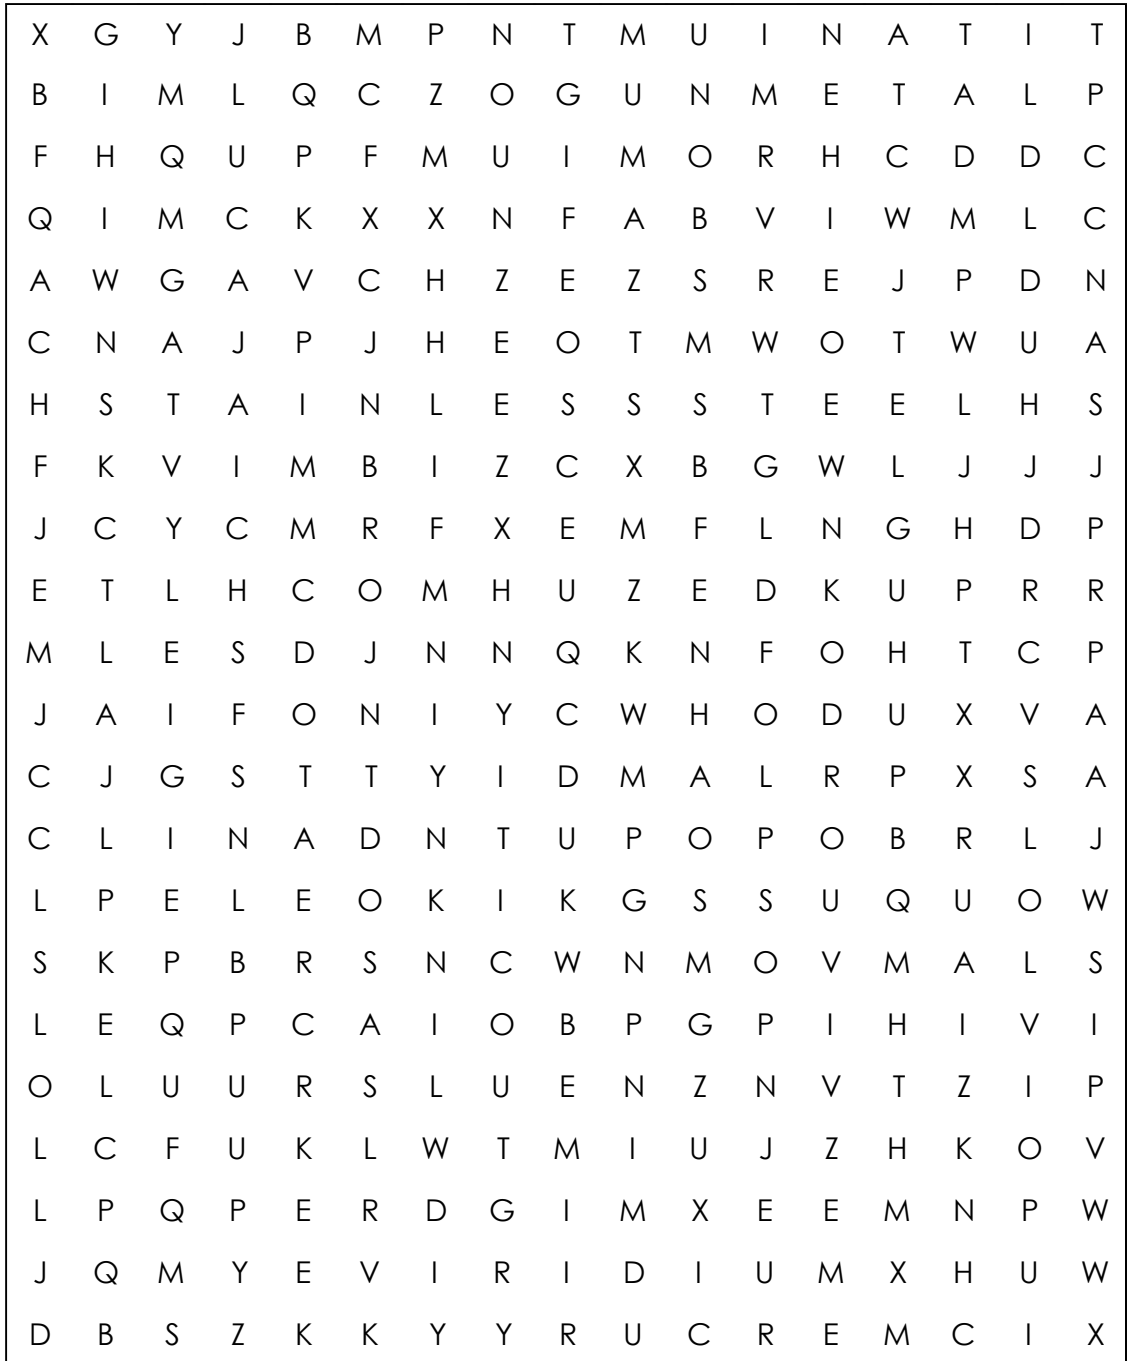 X G Y J B M P N T M U I N A T I T
B I M L Q C Z O G U N M E T A L P
F H Q U P F M U I M O R H C D D C
Q I M C K X X N F A B V I W M L C
A W G A V C H Z E Z S R E J P D N
C N A J P J H E O T M W O T W U A
H S T A I N L E S S S T E E L H S
F K V I M B I Z C X B G W L J J J
J C Y C M R F X E M F L N G H D P
E T L H C O M H U Z E D K U P R R
M L E S D J N N Q K N F O H T C P
J A I F O N I Y C W H O D U X V A
C J G S T T Y I D M A L R P X S A
C L I N A D N T U P O P O B R L J
L P E L E O K I K G S S U Q U O W
S K P B R S N C W N M O V M A L S
L E Q P C A I O B P G P I H I V I
O L U U R S L U E N Z N V T Z I P
L C F U K L W T M I U J Z H K O V
L P Q P E R D G I M X E E M N P W
J Q M Y E V I R I D I U M X H U W
D B S Z K K Y Y R U C R E M C I X